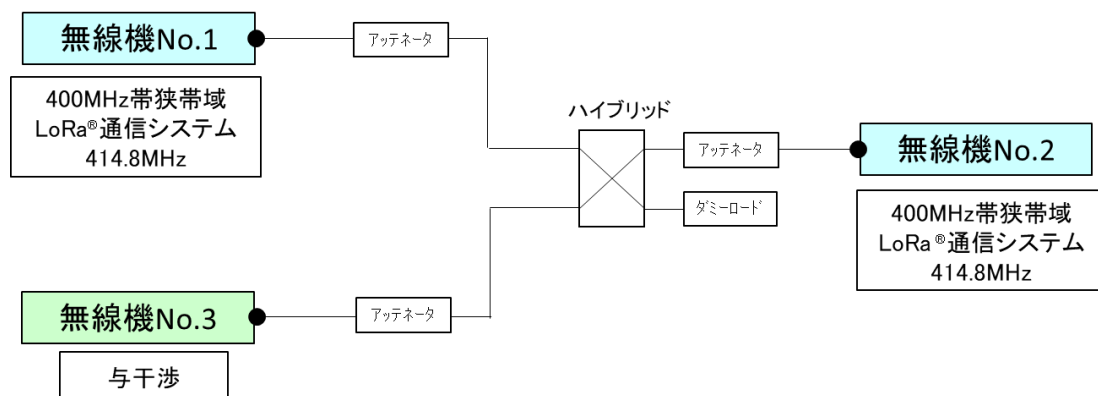 無線機No.1
アッテネータ
400MHz帯狭帯域
LoRa®通信システム
414.8MHz
ハイブリッド
アッテネータ
無線機No.2
ダミーロード
400MHz帯狭帯域
LoRa®通信システム
414.8MHz
無線機No.3
アッテネータ
与干渉